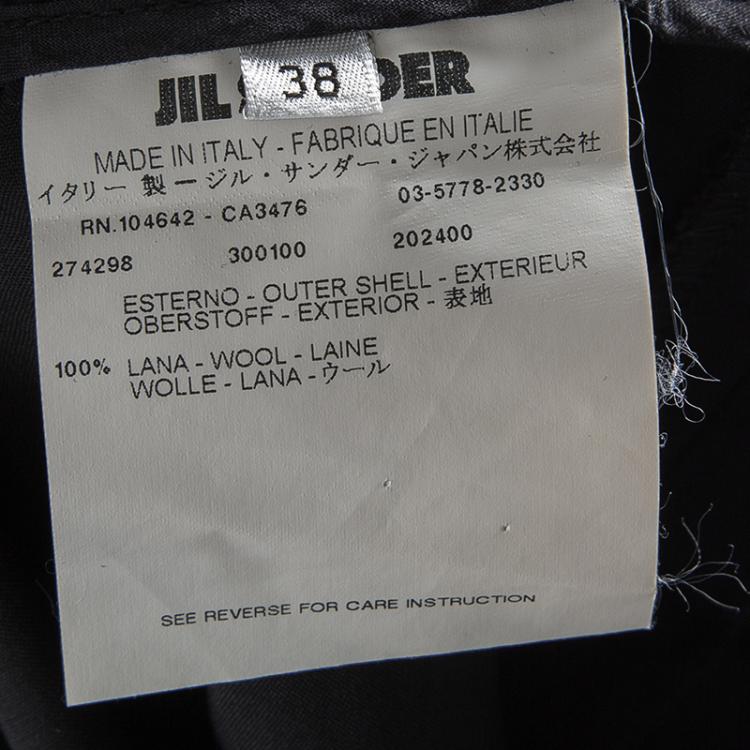 JIL
DER
38
MADE IN ITALY - FABRIQUE EN ITALIE
イタリー 製 ー ジル・サンダー・ジャパン株式会社
RN.104642 - CA3476 03-5778-2330
274298 300100 202400
ESTERNO - OUTER SHELL - EXTERIEUR
OBERSTOFF - EXTERIOR - 表地
100% LANA - WOOL - LAINE
WOLLE - LANA - ウール
SEE REVERSE FOR CARE INSTRUCTION